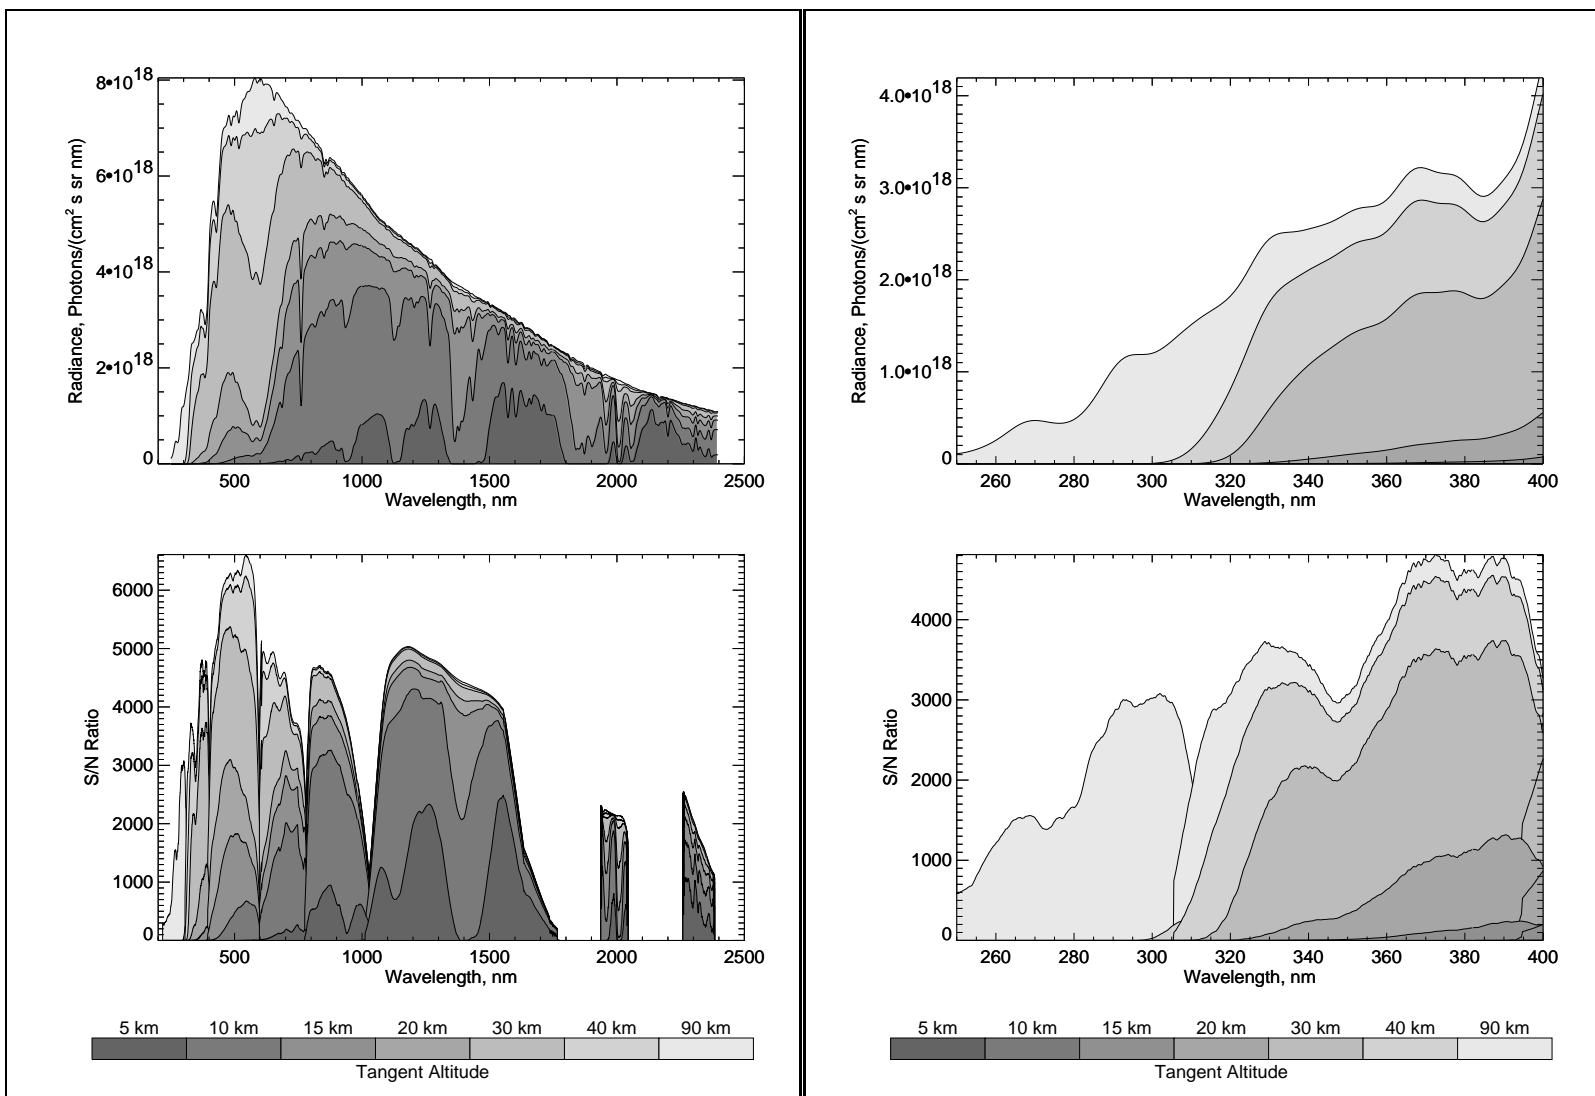 8•10^18
6•10^18
4•10^18
2•10^18
0
Radiance, Photons/(cm² s sr nm)
500 1000 1500 2000 2500
Wavelength, nm
6000
5000
4000
3000
2000
1000
0
S/N Ratio
500 1000 1500 2000 2500
Wavelength, nm
5 km 10 km 15 km 20 km 30 km 40 km 90 km
Tangent Altitude
4.0•10^18
3.0•10^18
2.0•10^18
1.0•10^18
0
Radiance, Photons/(cm² s sr nm)
260 280 300 320 340 360 380 400
Wavelength, nm
4000
3000
2000
1000
0
S/N Ratio
260 280 300 320 340 360 380 400
Wavelength, nm
5 km 10 km 15 km 20 km 30 km 40 km 90 km
Tangent Altitude